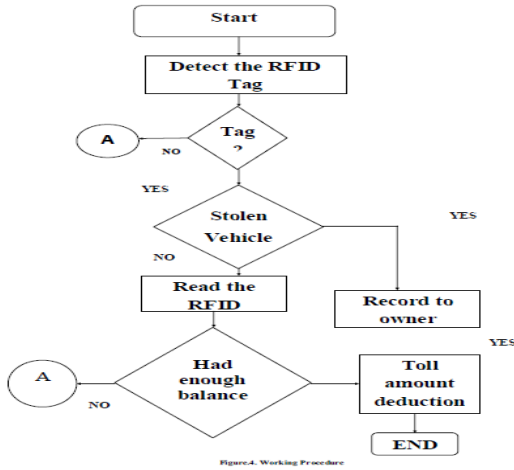 Start
Detect the RFID
Tag
A
Tag
?
NO
YES
Stolen
Vehicle
YES
NO
Read the
RFID
Record to
owner
YES
A
Had
enough
balance
Toll
amount
deduction
NO
END
Figure.4. Working Procedure